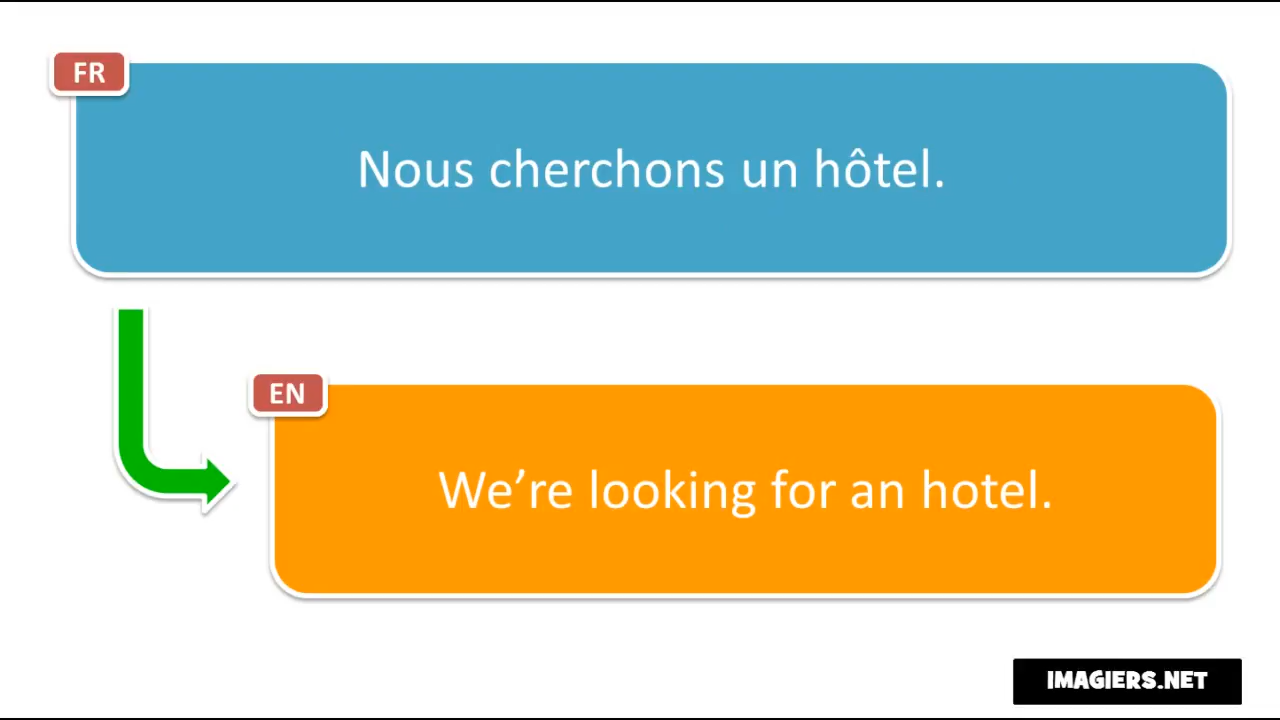 FR
Nous cherchons un hôtel.
EN
We’re looking for an hotel.
IMAGIERS.NET